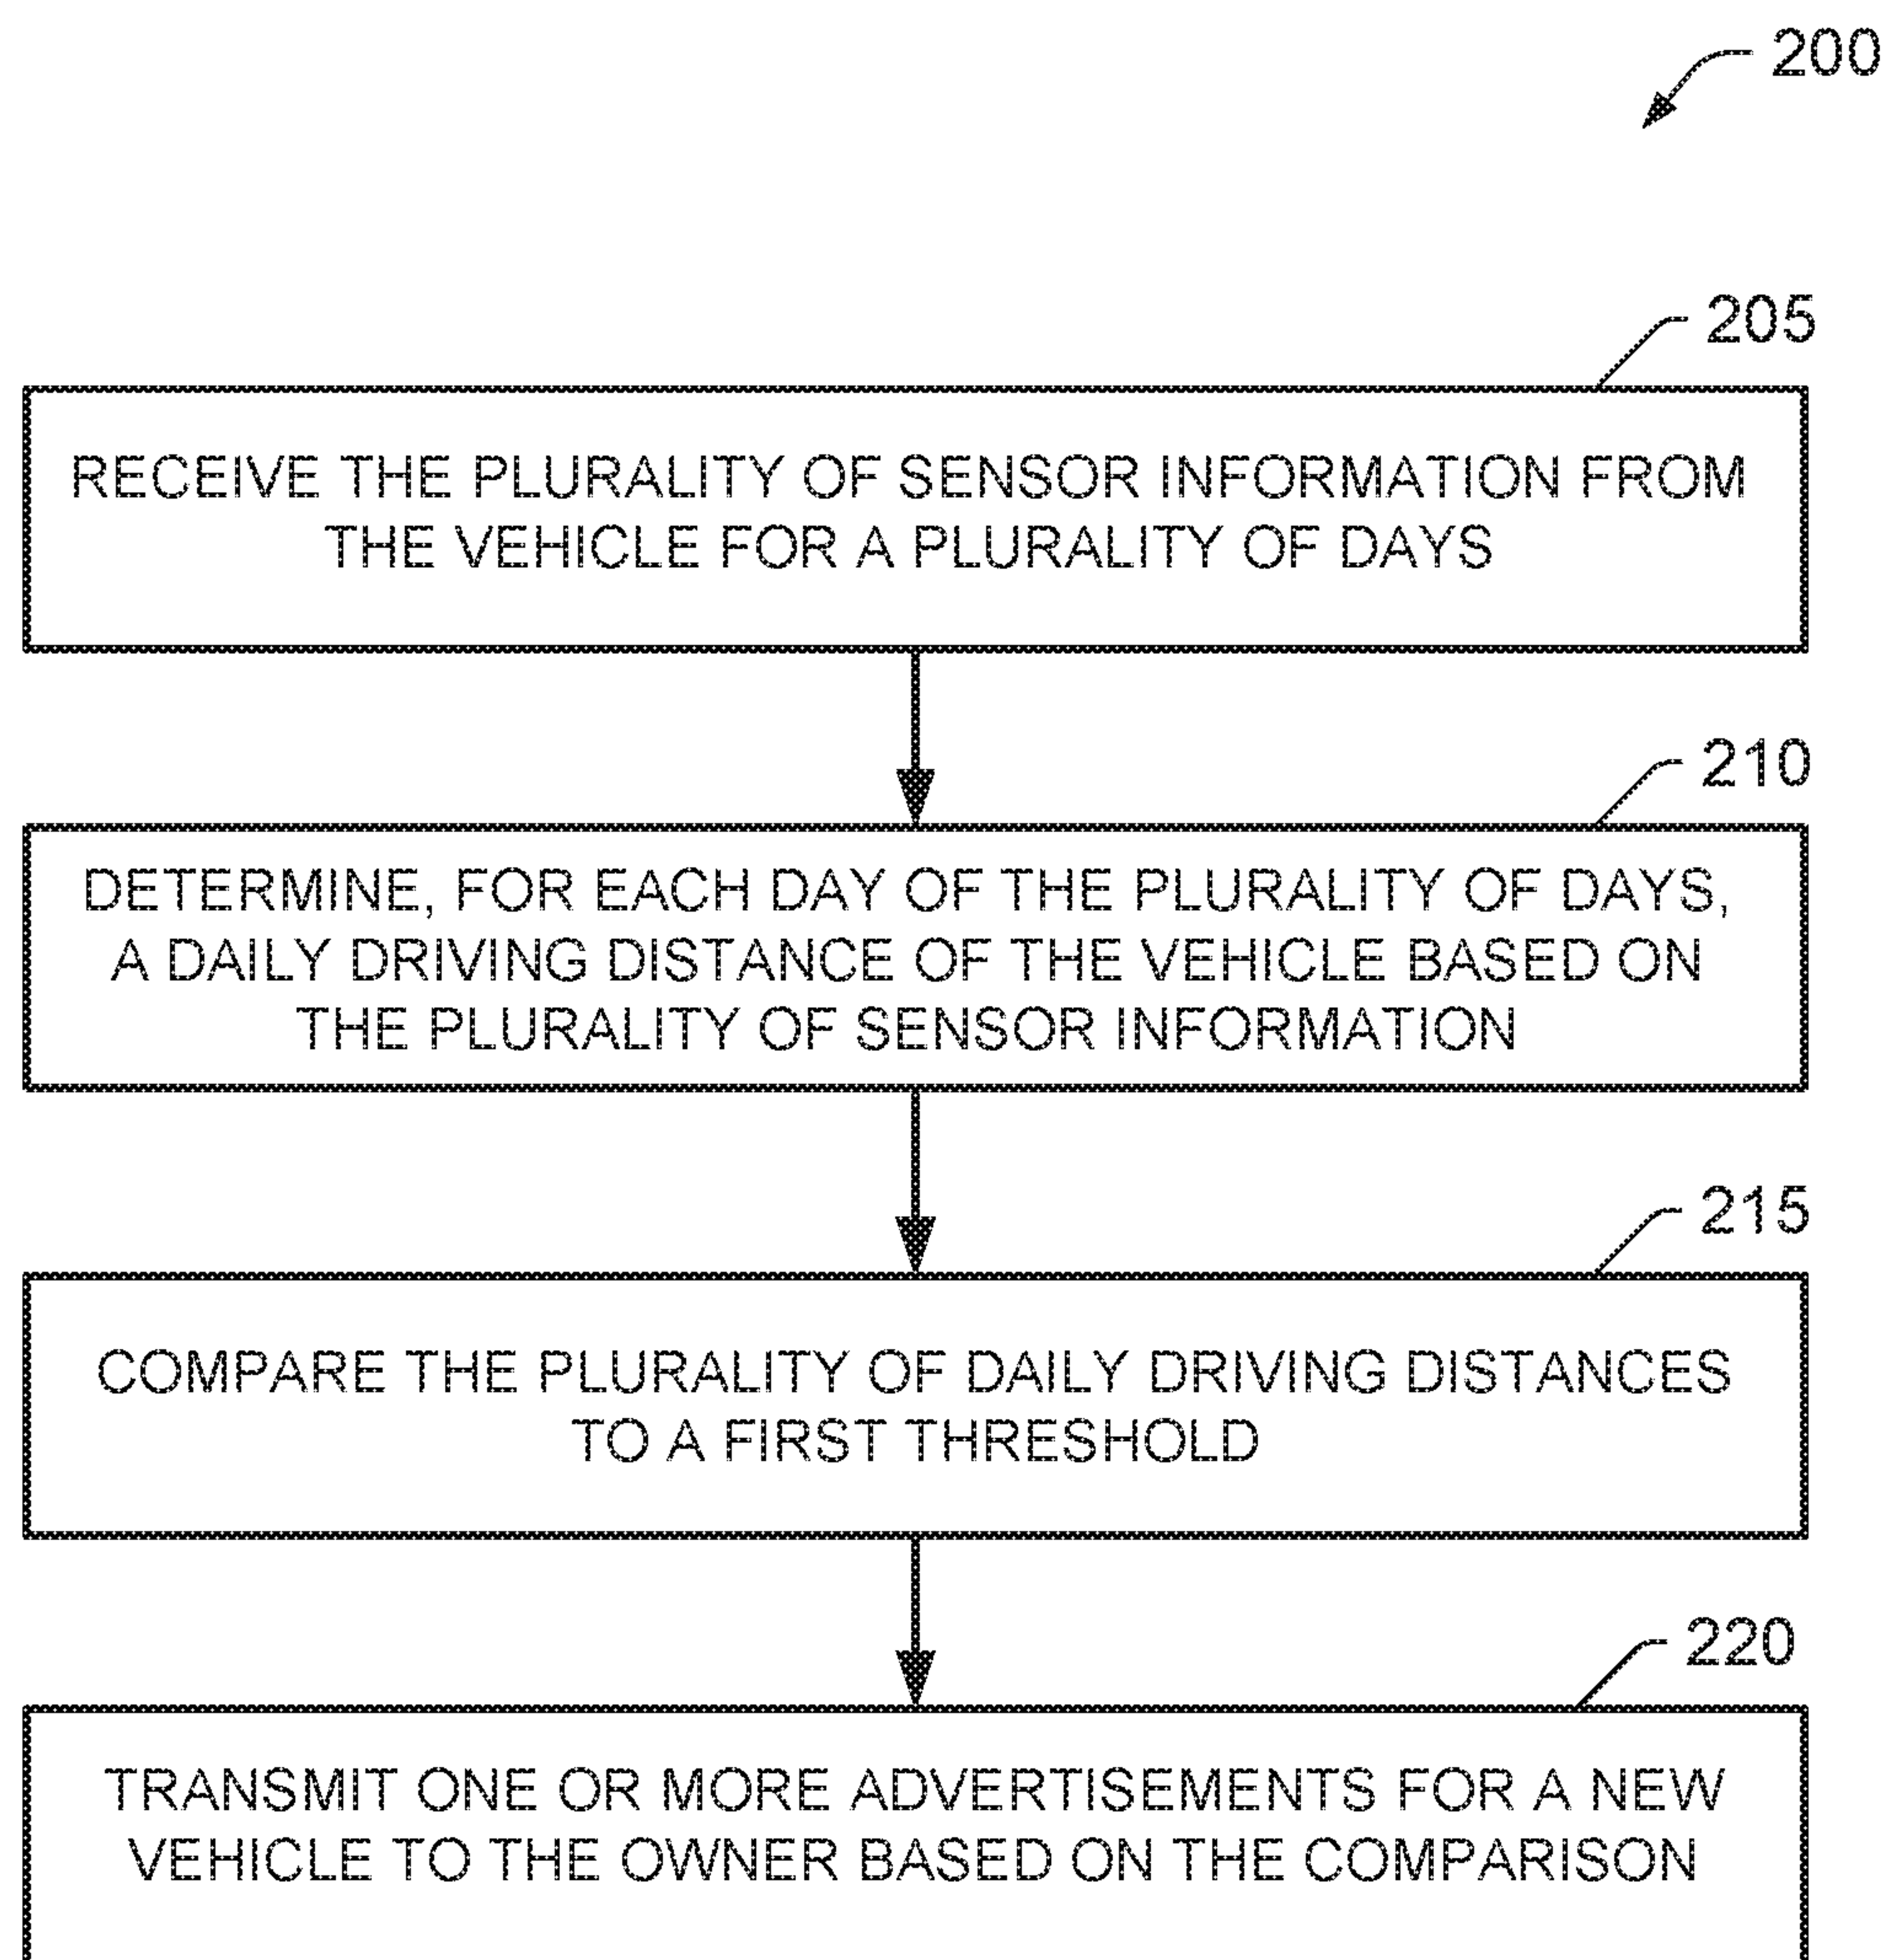 200
205
RECEIVE THE PLURALITY OF SENSOR INFORMATION FROM
THE VEHICLE FOR A PLURALITY OF DAYS
210
DETERMINE, FOR EACH DAY OF THE PLURALITY OF DAYS,
A DAILY DRIVING DISTANCE OF THE VEHICLE BASED ON
THE PLURALITY OF SENSOR INFORMATION
215
COMPARE THE PLURALITY OF DAILY DRIVING DISTANCES
TO A FIRST THRESHOLD
220
TRANSMIT ONE OR MORE ADVERTISEMENTS FOR A NEW
VEHICLE TO THE OWNER BASED ON THE COMPARISON